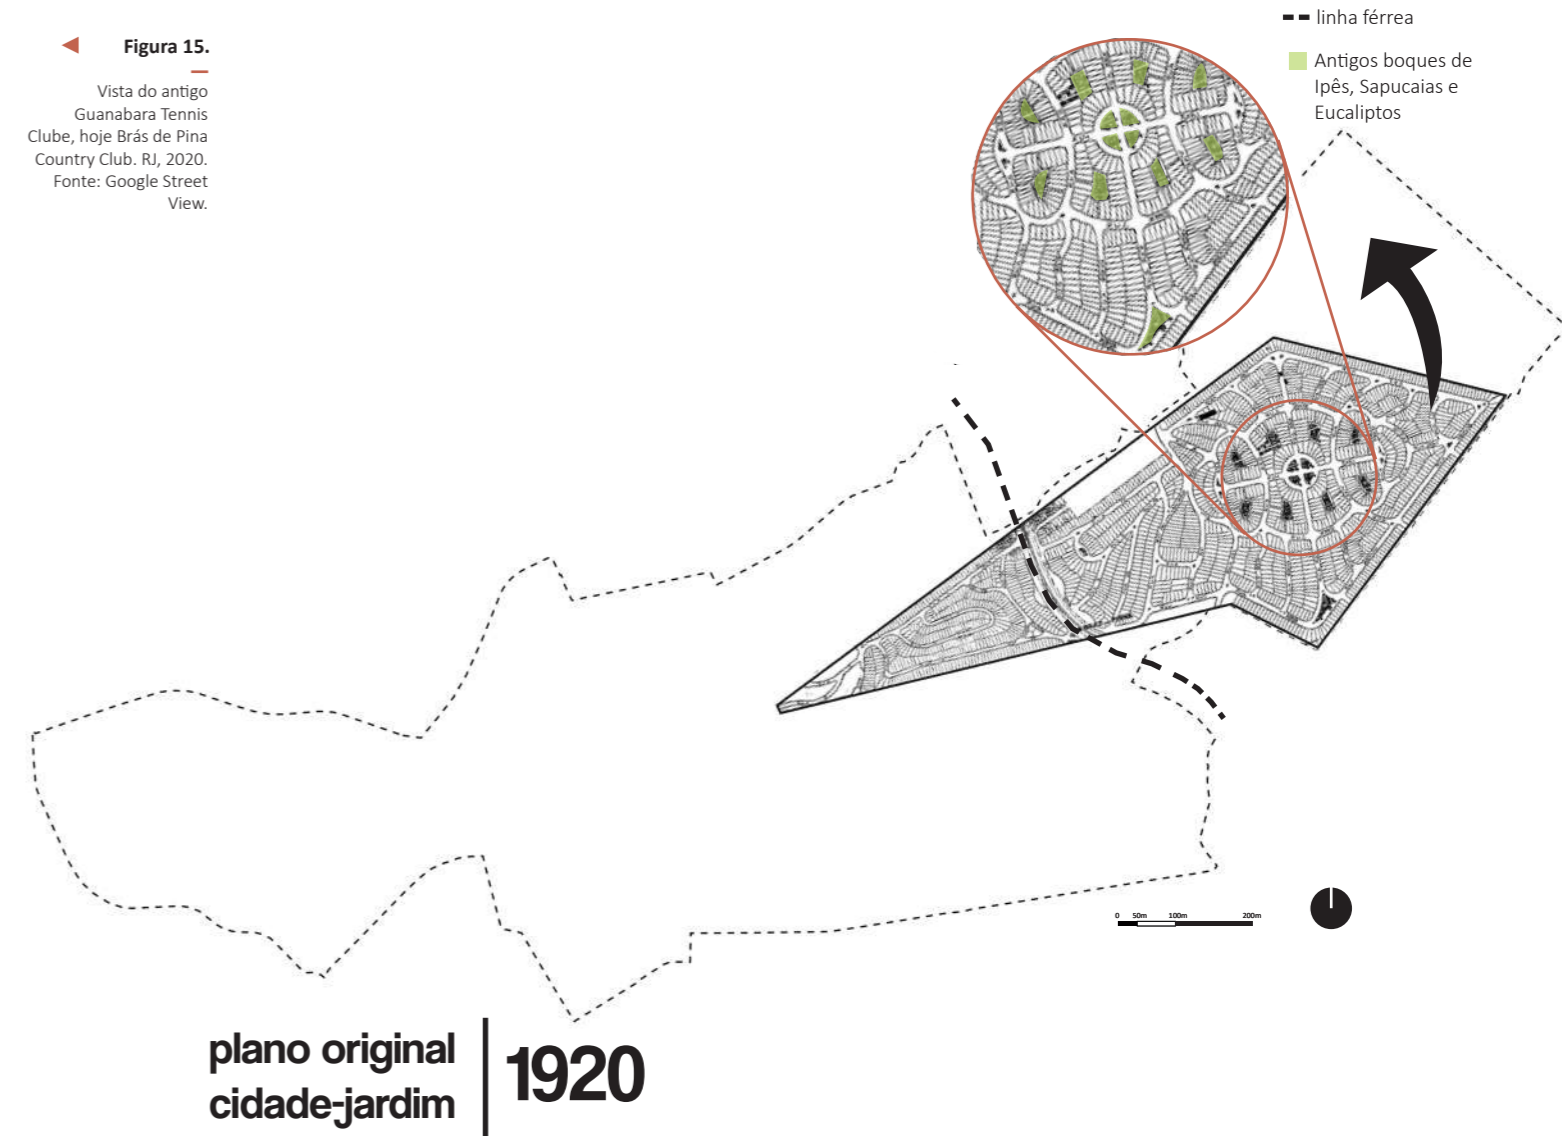 Figura 15.
Vista do antigo
Guanabara Tennis
Clube, hoje Brás de Pina
Country Club. RJ, 2020.
Fonte: Google Street
View.
linha férrea
Antigos boques de
Ipês, Sapucaias e
Eucaliptos
0 50m 100m 200m
plano original
cidade-jardim
1920